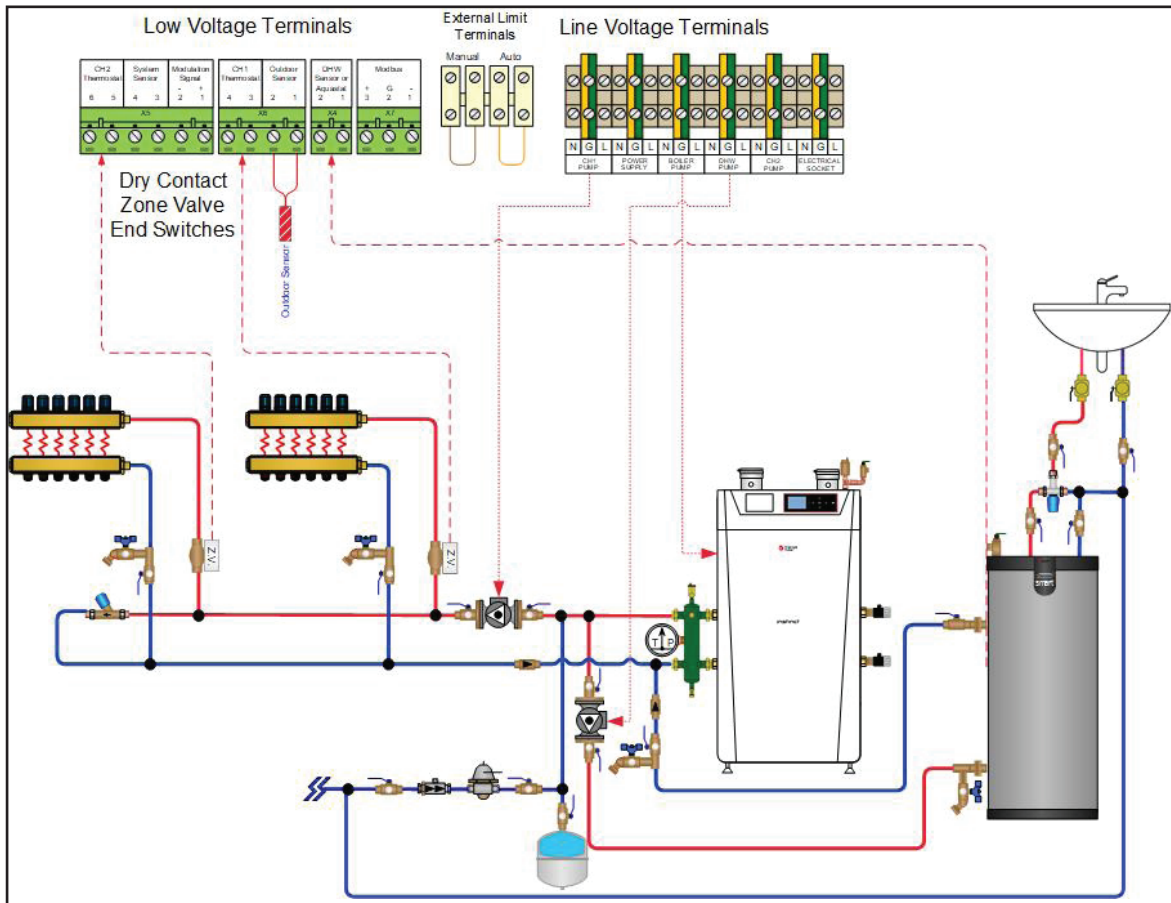 Low Voltage Terminals
External Limit
Terminals
Line Voltage Terminals
Manual Auto
CH2
Thermostat
6 5
System
Sensor
4 3
Modulation
Signal
- +
2 1
X5
CH1
Thermostat
4 3
Outdoor
Sensor
2 1
X6
DHW
Sensor or
Aquastat
2 1
X4
Modbus
+ G -
3 2 1
X7
N G L N G L N G L N G L N G L N G L
CH1
PUMP
POWER
SUPPLY
BOILER
PUMP
DHW
PUMP
CH2
PUMP
ELECTRICAL
SOCKET
Dry Contact
Zone Valve
End Switches
Outdoor Sensor
Z.V.
Z.V.
T P